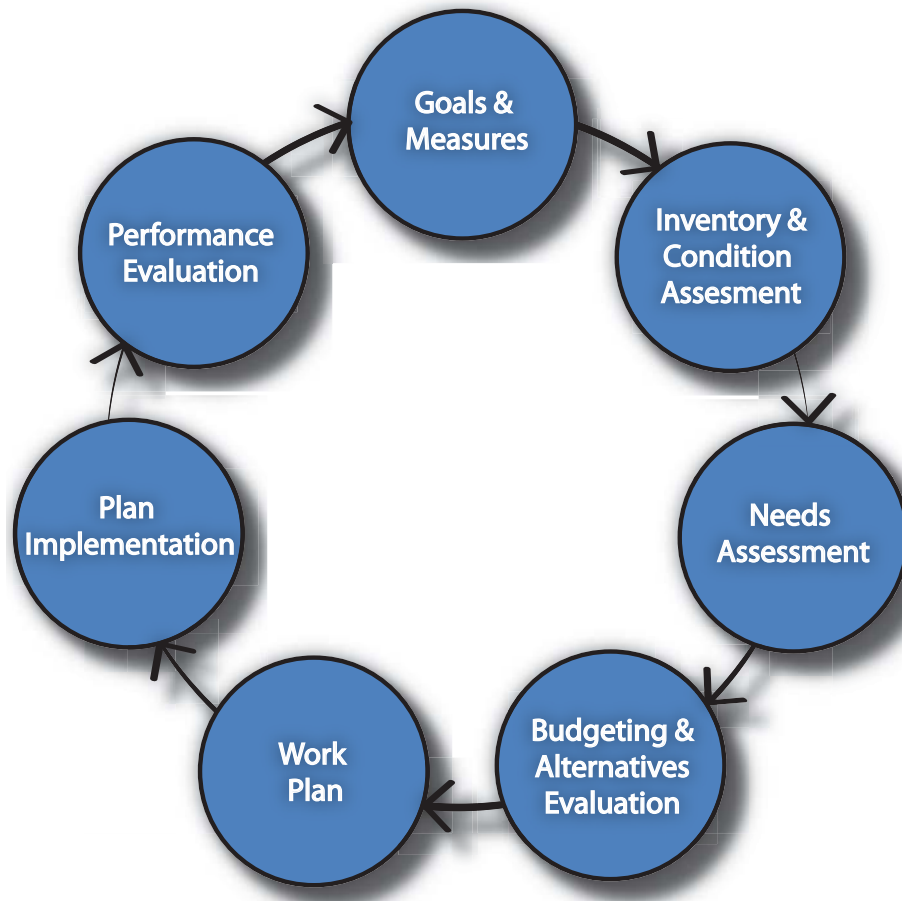 Goals &
Measures
Inventory &
Condition
Assesment
Needs
Assessment
Budgeting &
Alternatives
Evaluation
Work
Plan
Plan
Implementation
Performance
Evaluation